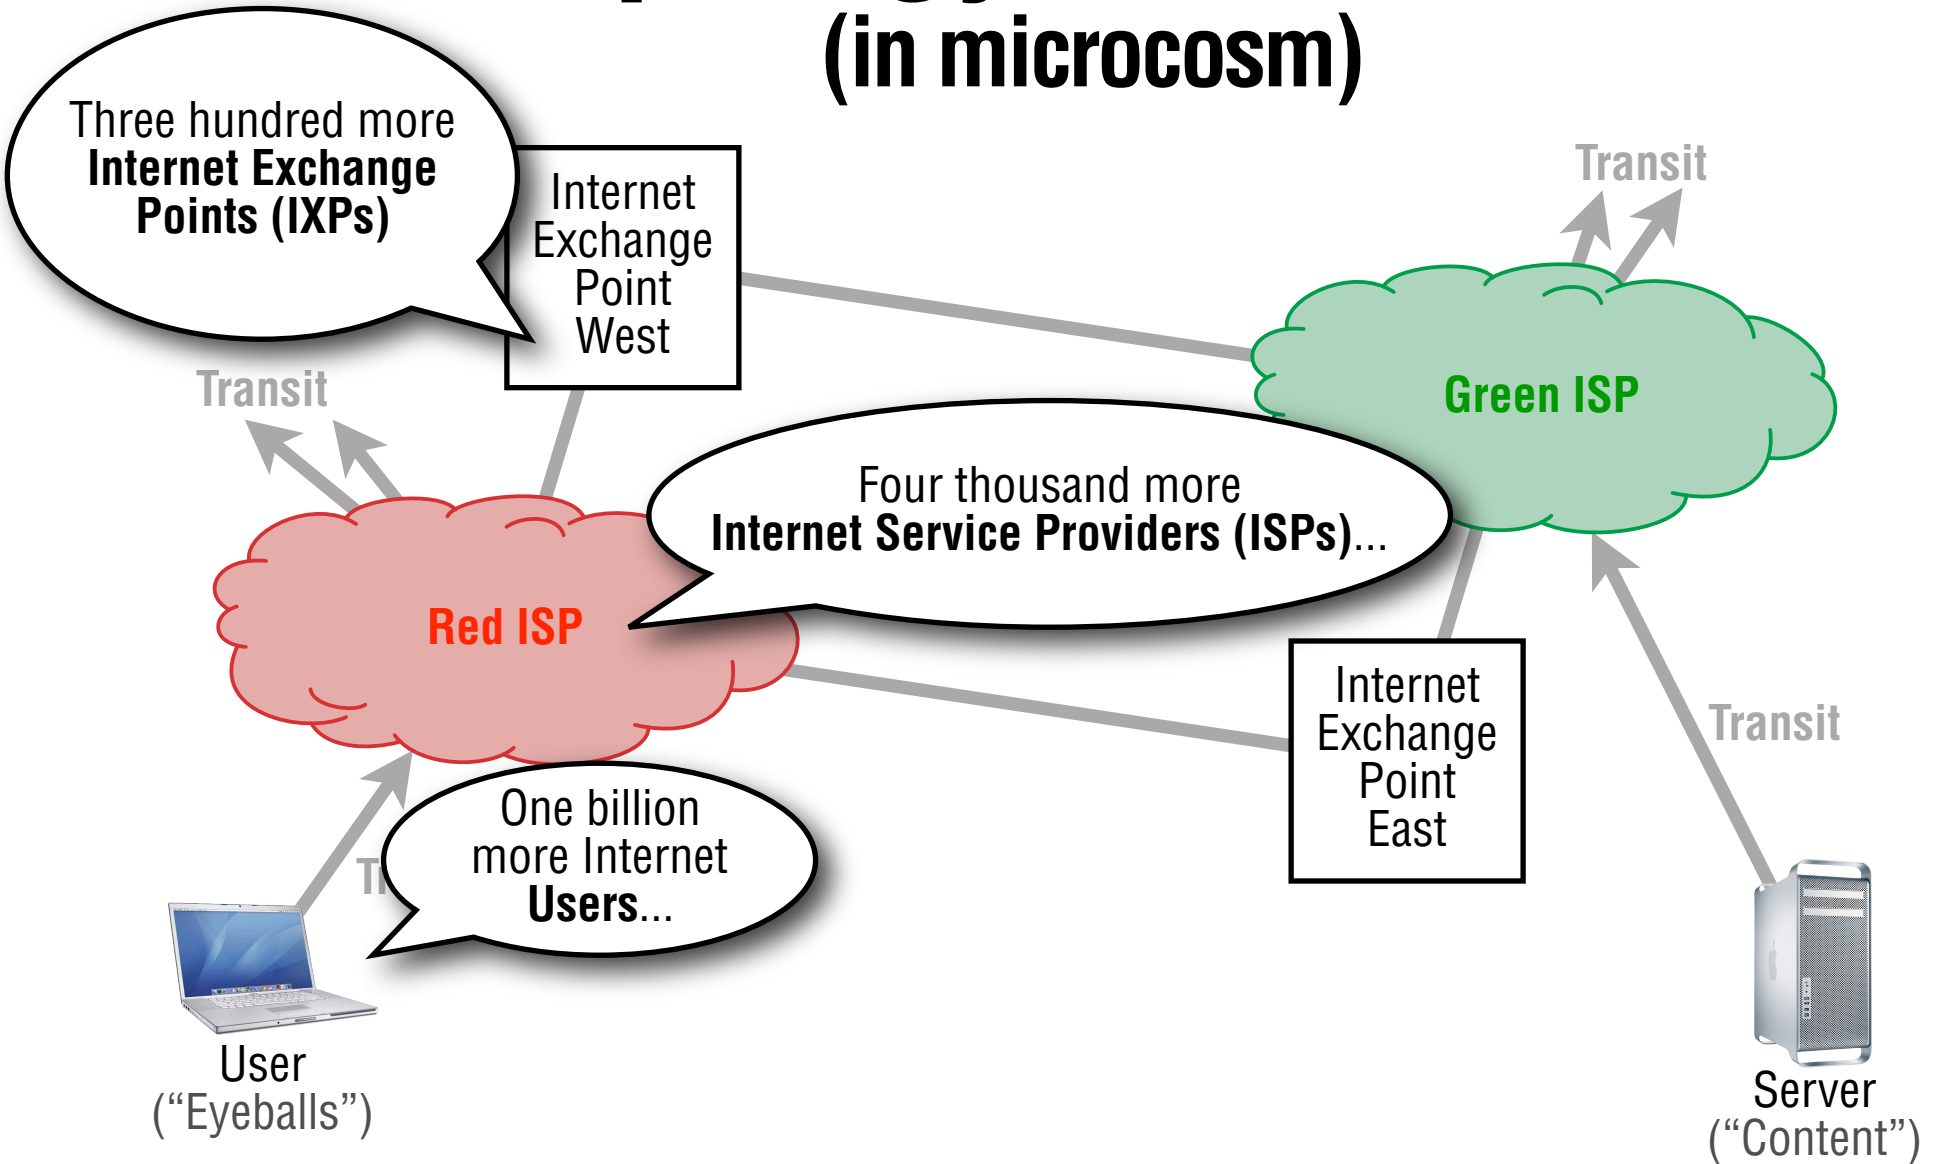 (in microcosm)
Three hundred more
Internet Exchange
Points (IXPs)
Internet
Exchange
Point
West
Transit
Transit
Green ISP
Four thousand more
Internet Service Providers (ISPs)...
Red ISP
Internet
Exchange
Point
East
Transit
One billion
more Internet
Users...
User
(“Eyeballs”)
Server
(“Content”)